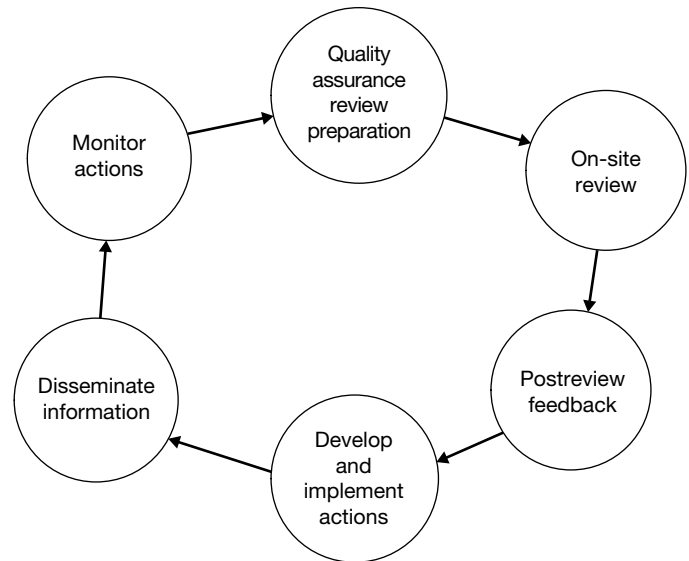 Quality
assurance
review
preparation
On-site
review
Postreview
feedback
Develop
and
implement
actions
Disseminate
information
Monitor
actions